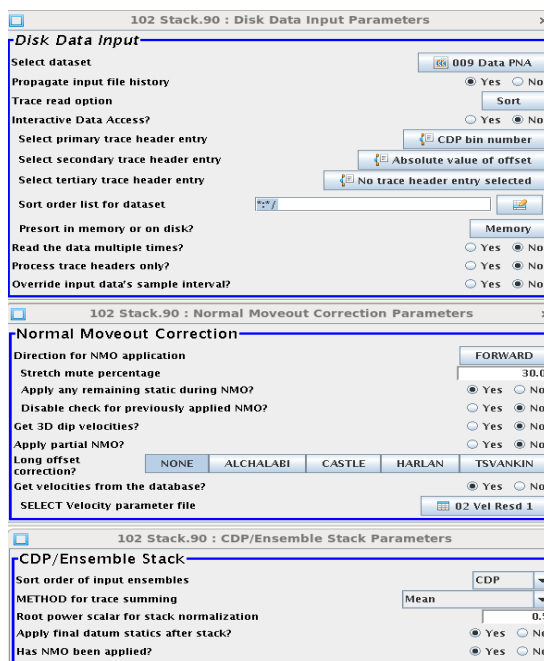 102 Stack.90 : Disk Data Input Parameters
Disk Data Input
Select dataset 009 Data PNA
Propagate input file history Yes No
Trace read option Sort
Interactive Data Access? Yes No
Select primary trace header entry CDP bin number
Select secondary trace header entry Absolute value of offset
Select tertiary trace header entry No trace header entry selected
Sort order list for dataset *:*/
Presort in memory or on disk? Memory
Read the data multiple times? Yes No
Process trace headers only? Yes No
Override input data's sample interval? Yes No
102 Stack.90 : Normal Moveout Correction Parameters
Normal Moveout Correction
Direction for NMO application FORWARD
Stretch mute percentage 30.0
Apply any remaining static during NMO? Yes No
Disable check for previously applied NMO? Yes No
Get 3D dip velocities? Yes No
Apply partial NMO? Yes No
Long offset
correction? NONE ALCHALABI CASTLE HARLAN TSVANKIN
Get velocities from the database? Yes No
SELECT Velocity parameter file 02 Vel Resd 1
102 Stack.90 : CDP/Ensemble Stack Parameters
CDP/Ensemble Stack
Sort order of input ensembles CDP
METHOD for trace summing Mean
Root power scalar for stack normalization 0.5
Apply final datum statics after stack? Yes No
Has NMO been applied? Yes No